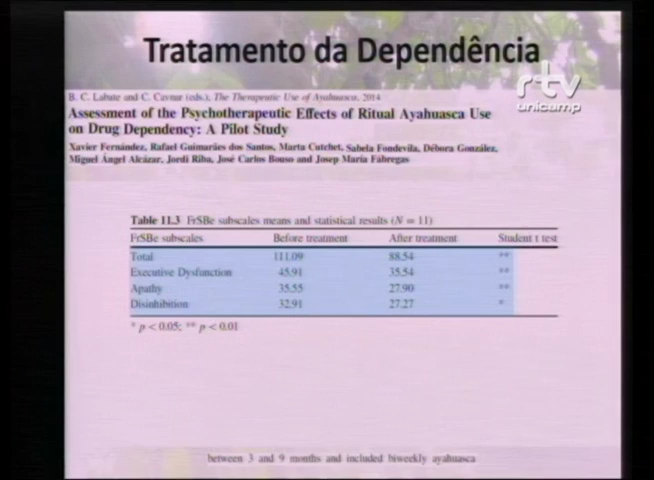 Tratamento da Dependência
rtv
unicamp
B. C. Labate and C. Cavnar (eds.), The Therapeutic Use of Ayahuasca, 2014
Assessment of the Psychotherapeutic Effects of Ritual Ayahuasca Use
on Drug Dependency: A Pilot Study
Xavier Fernández, Rafael Guimarães dos Santos, Marta Cutchet, Sabela Fondevila, Débora González,
Miguel Ángel Alcázar, Jordi Riba, José Carlos Bouso and Josep María Fábregas
Table 11.3 FrSBe subscales means and statistical results (N = 11)
FrSBe subscales Before treatment After treatment Student t test
Total 111.09 88.54 **
Executive Dysfunction 45.91 35.54 **
Apathy 35.55 27.90 **
Disinhibition 32.91 27.27 *
* p < 0.05; ** p < 0.01
between 3 and 9 months and included biweekly ayahuasca